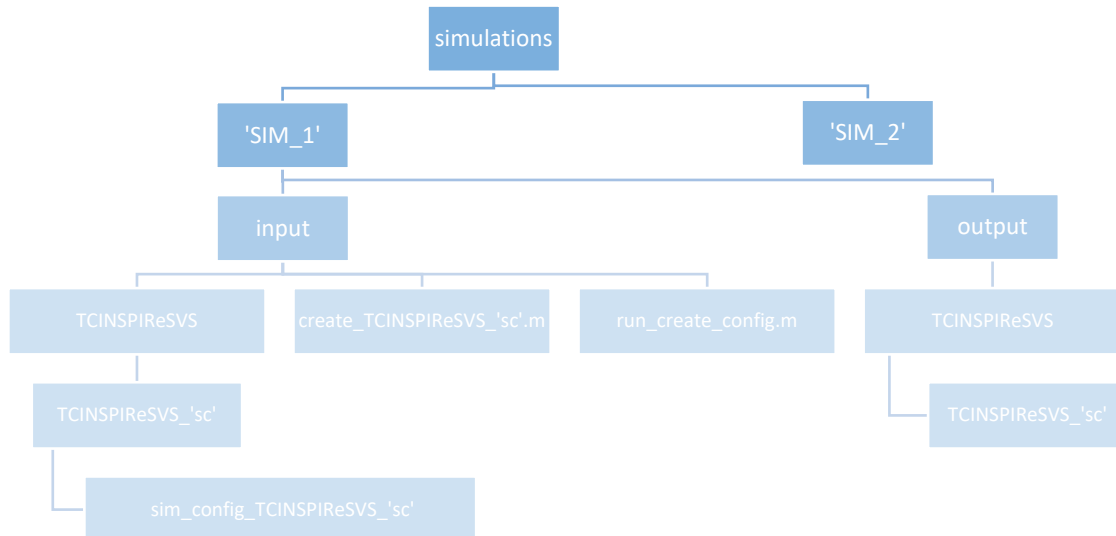 simulations
'SIM_1'
'SIM_2'
input
output
TCINSPIReSVS
create_TCINSPIReSVS_'sc'.m
run_create_config.m
TCINSPIReSVS
TCINSPIReSVS_'sc'
TCINSPIReSVS_'sc'
sim_config_TCINSPIReSVS_'sc'